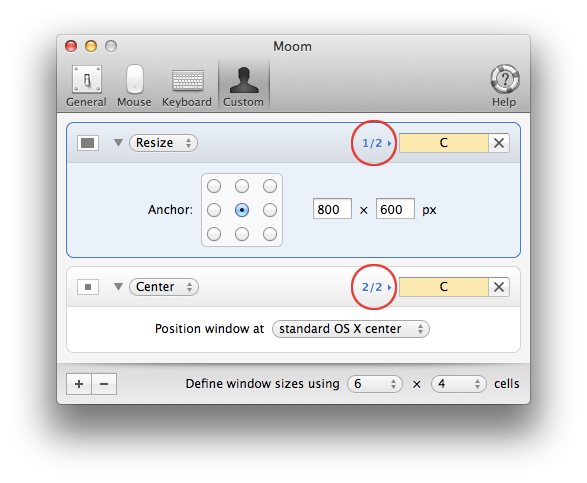 Moom
General Mouse Keyboard Custom Help
Resize 1/2 C
Anchor: 800 × 600 px
Center 2/2 C
Position window at standard OS X center
+ − Define window sizes using 6 × 4 cells